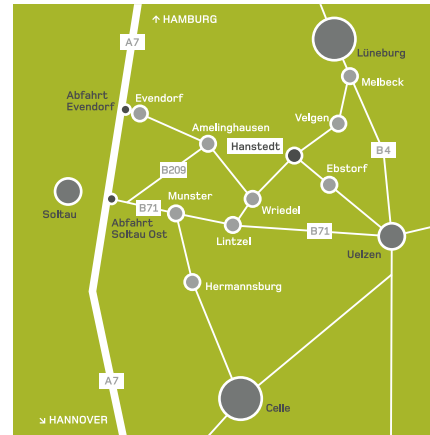 ↑ HAMBURG
A7
Lüneburg
Melbeck
Abfahrt
Evendorf
Evendorf
Velgen
Amelinghausen
Hanstedt
B4
B209
Ebstorf
Soltau
B71
Munster
Wriedel
Abfahrt
Soltau Ost
Lintzel
B71
Uelzen
Hermannsburg
A7
Celle
↘ HANNOVER